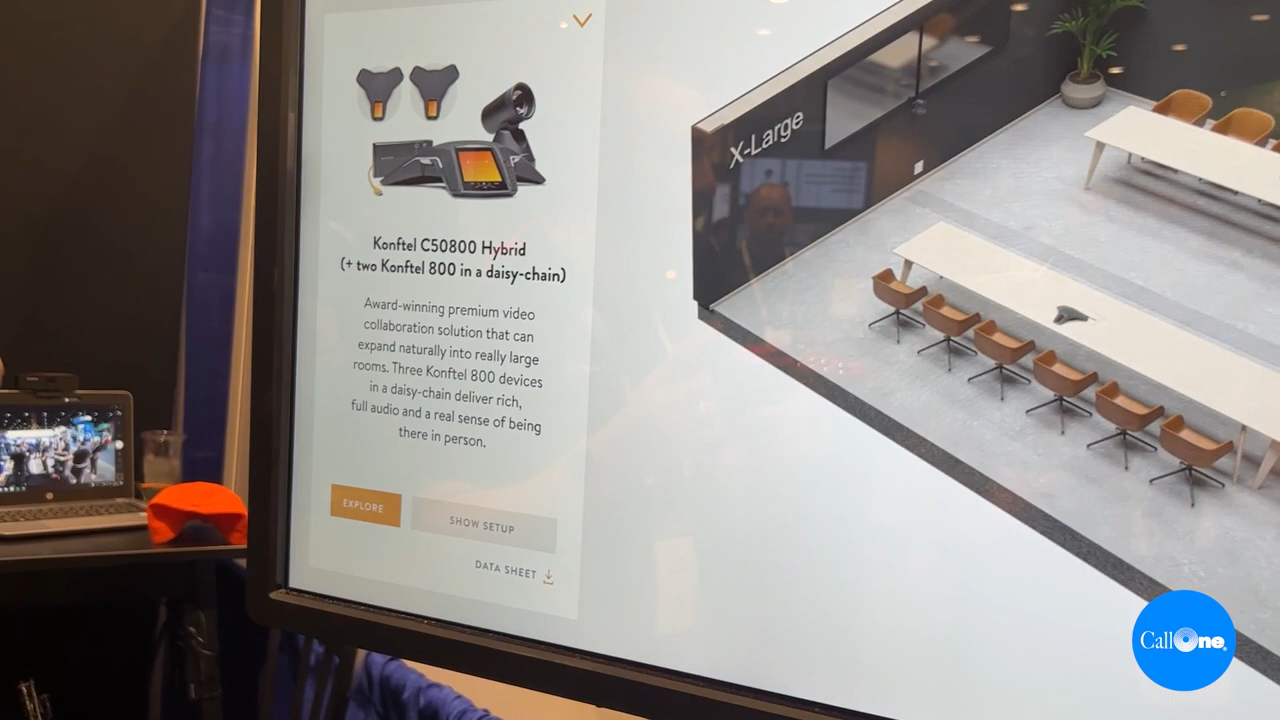 X-Large
Konftel C50800 Hybrid
(+ two Konftel 800 in a daisy-chain)
Award-winning premium video
collaboration solution that can
expand naturally into really large
rooms. Three Konftel 800 devices
in a daisy-chain deliver rich,
full audio and a real sense of being
there in person.
EXPLORE
SHOW SETUP
DATA SHEET
CallOne®